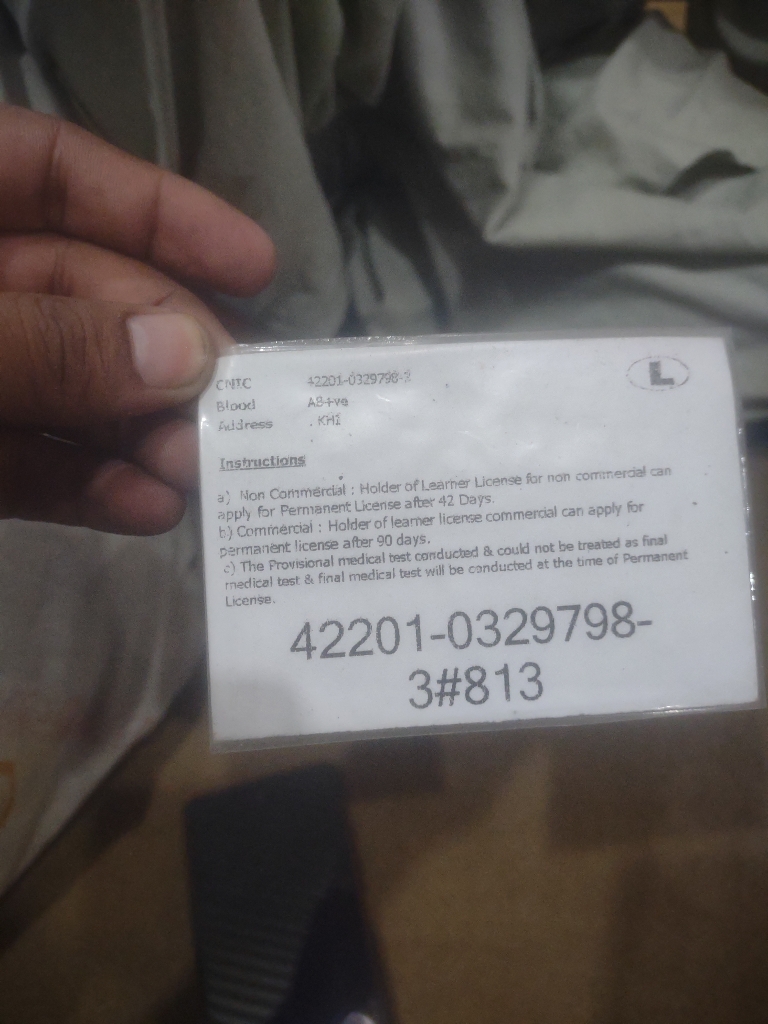 CNIC 42201-0329798-3
Blood AB+ve
Address . KHI
L
Instructions
a) Non Commercial : Holder of Learner License for non commercial can
apply for Permanent License after 42 Days.
b) Commercial : Holder of learner license commercial can apply for
permanent license after 90 days.
c) The Provisional medical test conducted & could not be treated as final
medical test & final medical test will be conducted at the time of Permanent
License.
42201-0329798-
3#813